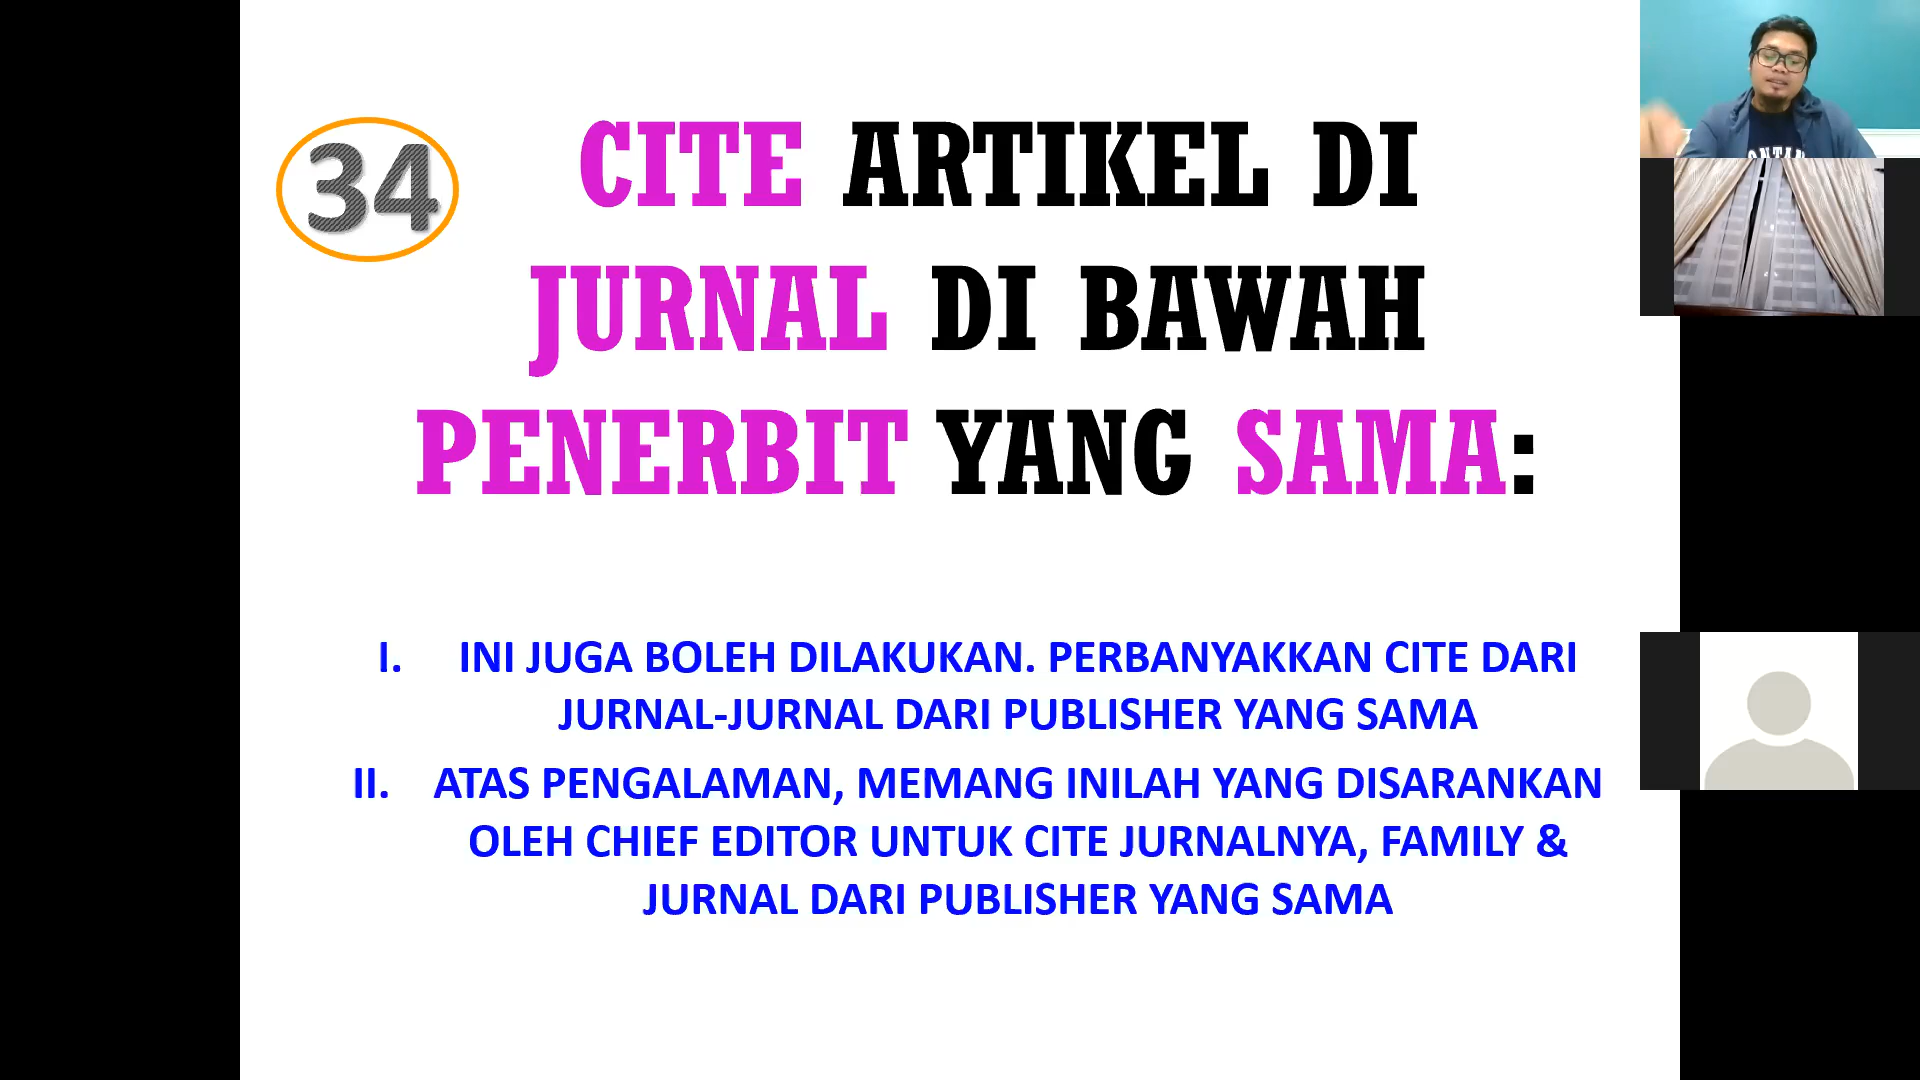 34
CITE ARTIKEL DI
JURNAL DI BAWAH
PENERBIT YANG SAMA:
I. INI JUGA BOLEH DILAKUKAN. PERBANYAKKAN CITE DARI
JURNAL-JURNAL DARI PUBLISHER YANG SAMA
II. ATAS PENGALAMAN, MEMANG INILAH YANG DISARANKAN
OLEH CHIEF EDITOR UNTUK CITE JURNALNYA, FAMILY &
JURNAL DARI PUBLISHER YANG SAMA